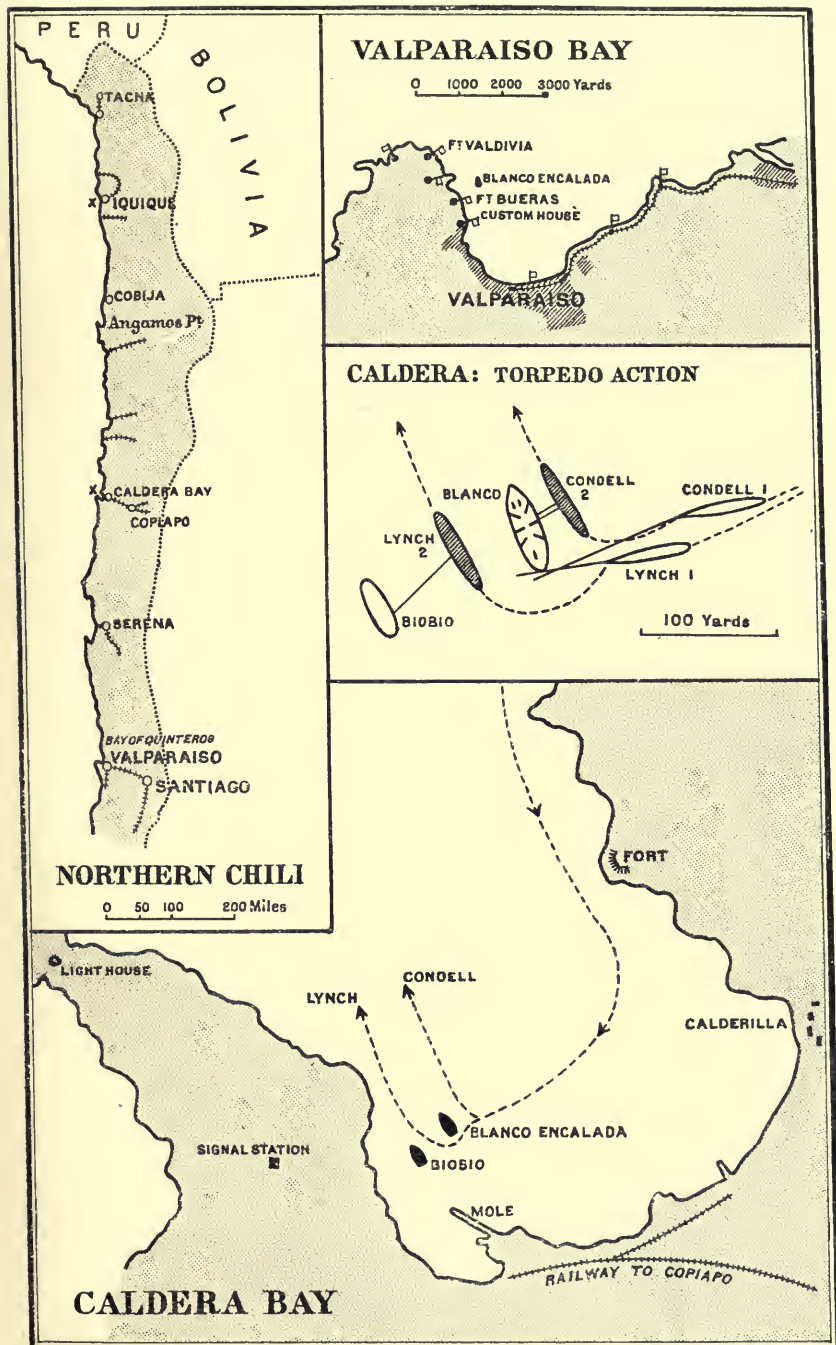 PERU
BOLIVIA
TACNA
X IQUIQUE
COBIJA
Angamos Pt.
X CALDERA BAY
COPIAPO
SERENA
BAY OF QUINTEROS
VALPARAISO
SANTIAGO
NORTHERN CHILI
0 50 100 200 Miles
VALPARAISO BAY
0 1000 2000 3000 Yards
FT VALDIVIA
BLANCO ENCALADA
FT BUERAS
CUSTOM HOUSE
VALPARAISO
CALDERA: TORPEDO ACTION
BLANCO
CONDELL
2
CONDELL 1
LYNCH
2
LYNCH 1
BIOBIO
100 Yards
FORT
LIGHT HOUSE
LYNCH
CONDELL
CALDERILLA
BLANCO ENCALADA
SIGNAL STATION
BIOBIO
MOLE
RAILWAY TO COPIAPO
CALDERA BAY